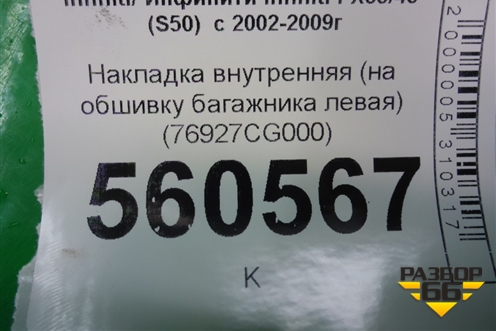 (S50) с 2002-2009г
Накладка внутренняя (на
обшивку багажника левая)
(76927CG000)
560567
К
2000005310317
РАЗБОР
66